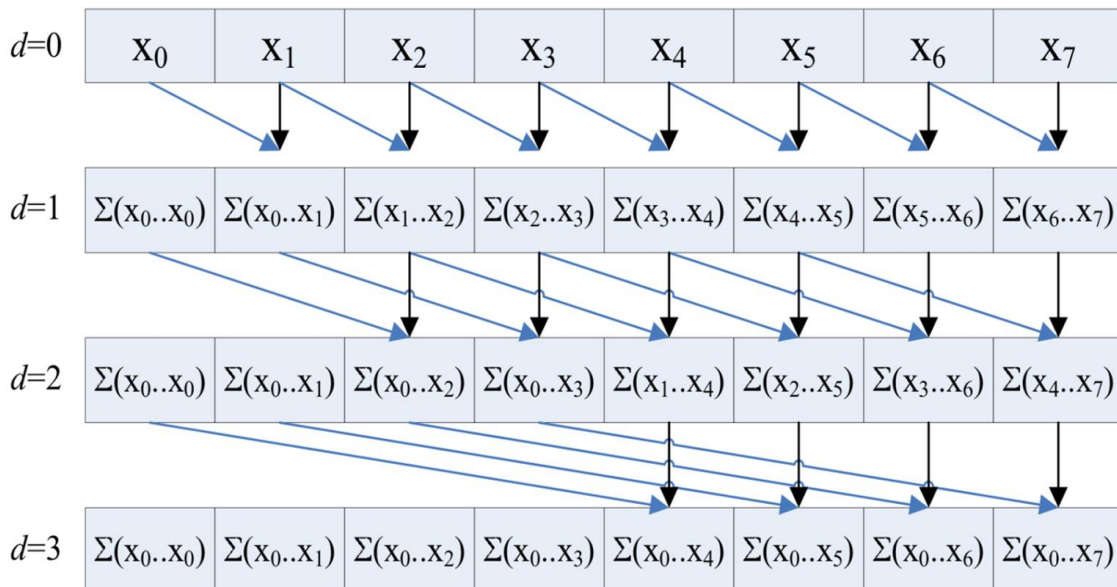 d=0 x₀ x₁ x₂ x₃ x₄ x₅ x₆ x₇
d=1 Σ(x₀..x₀) Σ(x₀..x₁) Σ(x₁..x₂) Σ(x₂..x₃) Σ(x₃..x₄) Σ(x₄..x₅) Σ(x₅..x₆) Σ(x₆..x₇)
d=2 Σ(x₀..x₀) Σ(x₀..x₁) Σ(x₀..x₂) Σ(x₀..x₃) Σ(x₁..x₄) Σ(x₂..x₅) Σ(x₃..x₆) Σ(x₄..x₇)
d=3 Σ(x₀..x₀) Σ(x₀..x₁) Σ(x₀..x₂) Σ(x₀..x₃) Σ(x₀..x₄) Σ(x₀..x₅) Σ(x₀..x₆) Σ(x₀..x₇)